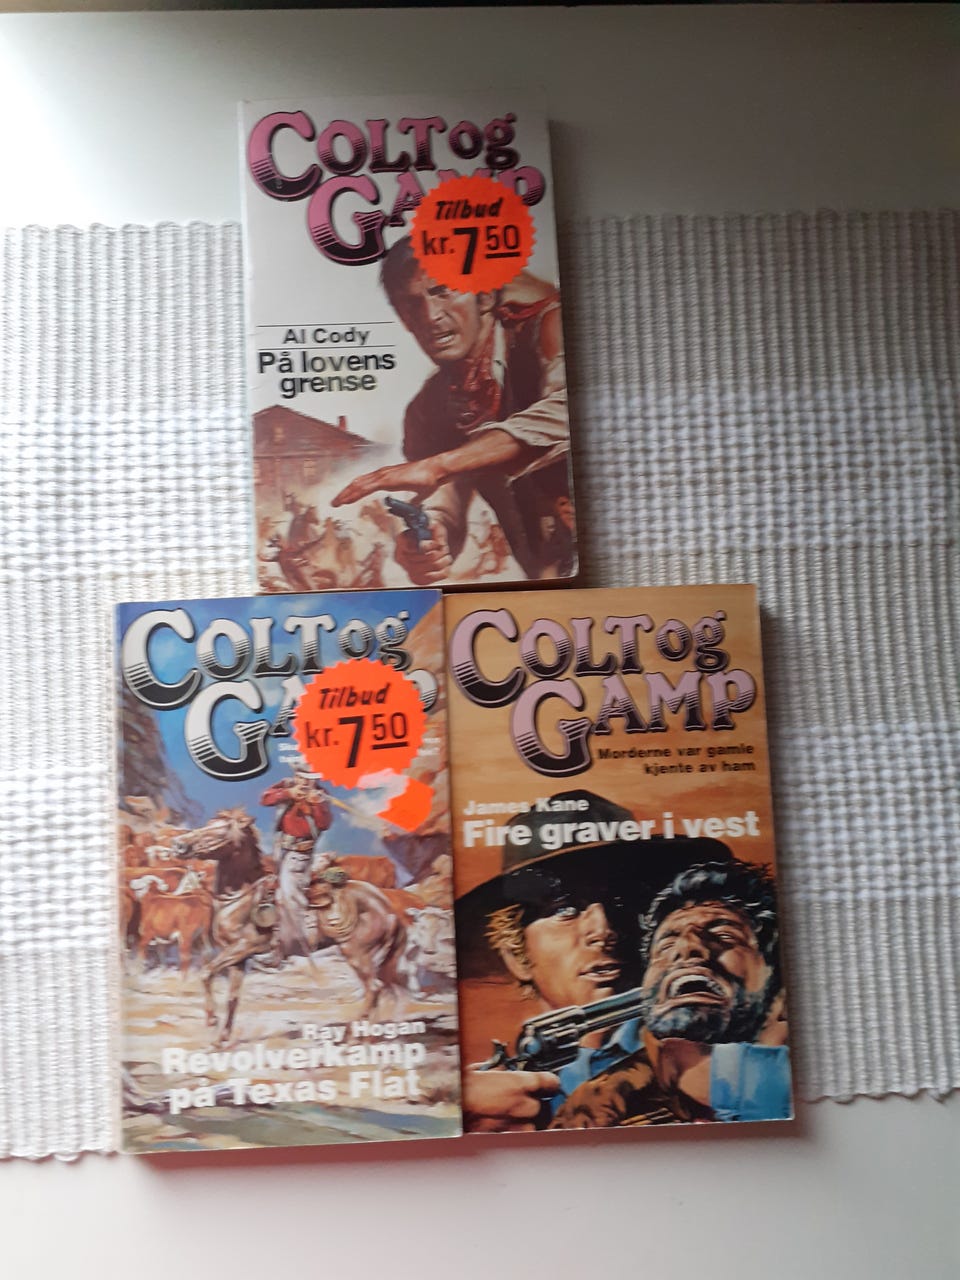 COLT og
GAMP
Tilbud
kr. 7 50
Al Cody
På lovens
grense
COLT og
GA
Tilbud
kr. 7 50
Ray Hogan
Revolverkamp
på Texas Flat
COLT og
GAMP
Morderne var gamle
kjente av ham
James Kane
Fire graver i vest